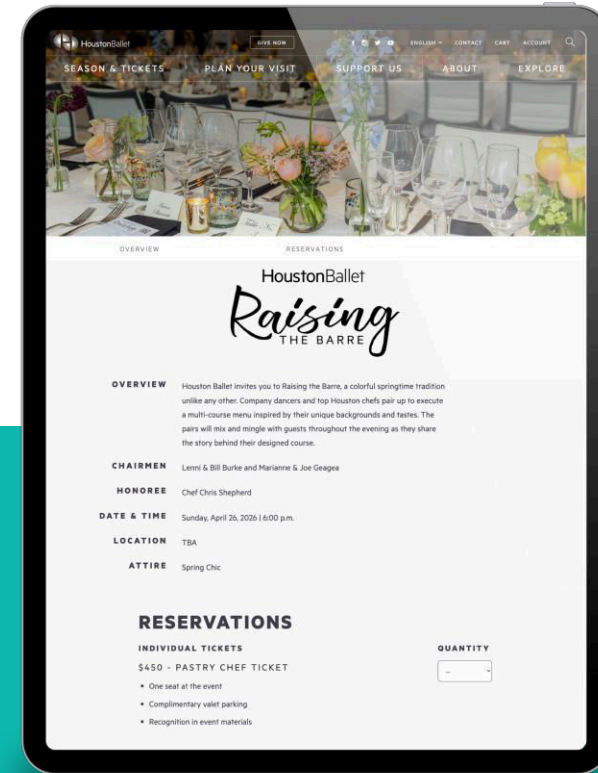 HoustonBallet
GIVE NOW
ENGLISH
CONTACT
CART
ACCOUNT
SEASON & TICKETS
PLAN YOUR VISIT
SUPPORT US
ABOUT
EXPLORE
OVERVIEW
RESERVATIONS
HoustonBallet
Raising
THE BARRE
OVERVIEW
Houston Ballet invites you to Raising the Barre, a colorful springtime tradition
unlike any other. Company dancers and top Houston chefs pair up to execute
a multi-course menu inspired by their unique backgrounds and tastes. The
pairs will mix and mingle with guests throughout the evening as they share
the story behind their designed course.
CHAIRMEN
Lenni & Bill Burke and Marianne & Joe Geagea
HONOREE
Chef Chris Shepherd
DATE & TIME
Sunday, April 26, 2026 | 6:00 p.m.
LOCATION
TBA
ATTIRE
Spring Chic
RESERVATIONS
INDIVIDUAL TICKETS
QUANTITY
$450 - PASTRY CHEF TICKET
• One seat at the event
• Complimentary valet parking
• Recognition in event materials